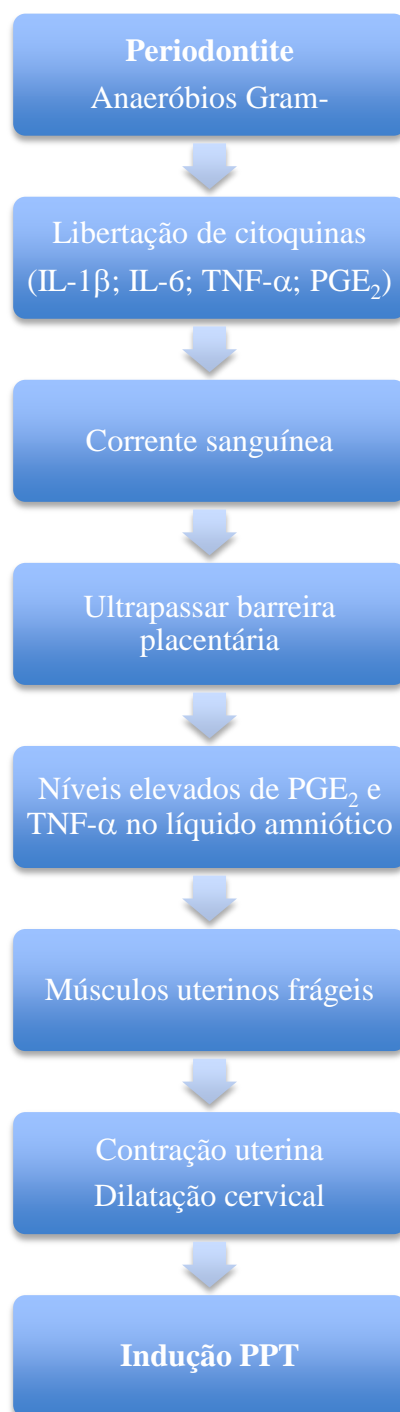 Periodontite
Anaeróbios Gram-
Libertação de citoquinas
(IL-1β; IL-6; TNF-α; PGE₂)
Corrente sanguínea
Ultrapassar barreira
placentária
Níveis elevados de PGE₂ e
TNF-α no líquido amniótico
Músculos uterinos frágeis
Contração uterina
Dilatação cervical
Indução PPT